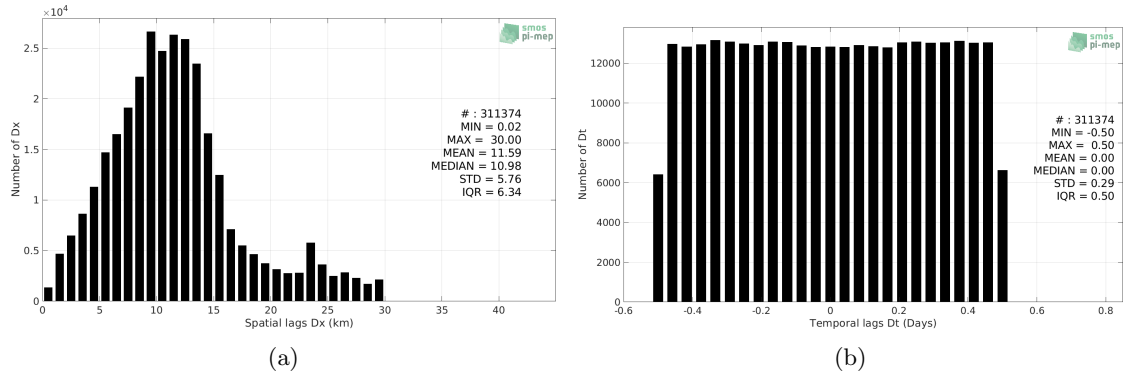 ×10⁴
2.5
2
1.5
1
0.5
0
Number of Dx
0 5 10 15 20 25 30 35 40
Spatial lags Dx (km)
smos
pi-mep
# : 311374
MIN = 0.02
MAX = 30.00
MEAN = 11.59
MEDIAN = 10.98
STD = 5.76
IQR = 6.34
(a)
12000
10000
8000
6000
4000
2000
0
Number of Dt
-0.6 -0.4 -0.2 0 0.2 0.4 0.6 0.8
Temporal lags Dt (Days)
smos
pi-mep
# : 311374
MIN = -0.50
MAX = 0.50
MEAN = 0.00
MEDIAN = 0.00
STD = 0.29
IQR = 0.50
(b)